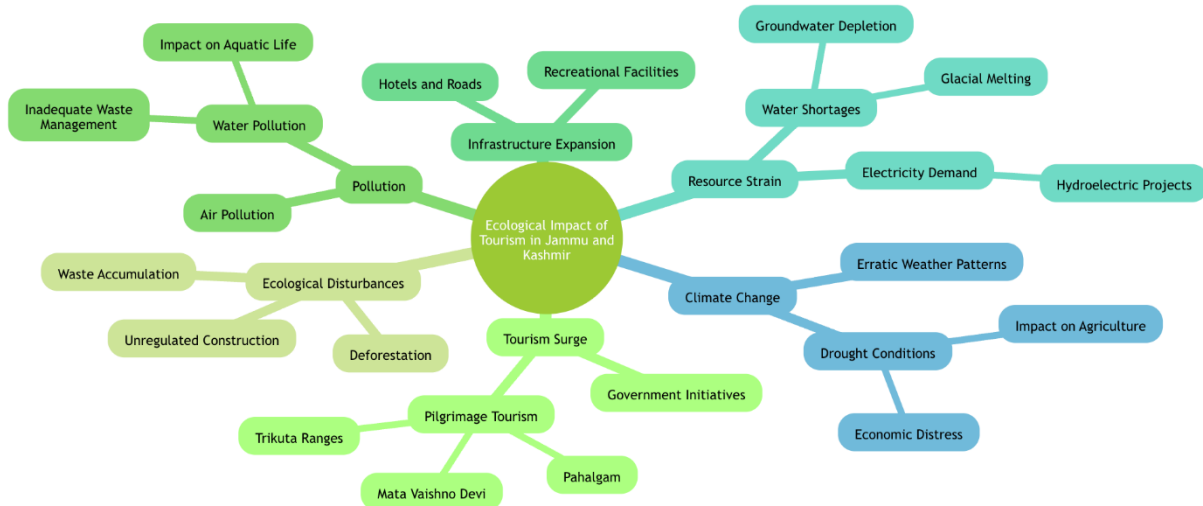 Ecological Impact of
Tourism in Jammu and
Kashmir
Pollution
Water Pollution
Impact on Aquatic Life
Inadequate Waste
Management
Air Pollution
Infrastructure Expansion
Hotels and Roads
Recreational Facilities
Resource Strain
Water Shortages
Groundwater Depletion
Glacial Melting
Electricity Demand
Hydroelectric Projects
Climate Change
Erratic Weather Patterns
Drought Conditions
Impact on Agriculture
Economic Distress
Tourism Surge
Government Initiatives
Pilgrimage Tourism
Trikuta Ranges
Mata Vaishno Devi
Pahalgam
Ecological Disturbances
Waste Accumulation
Unregulated Construction
Deforestation